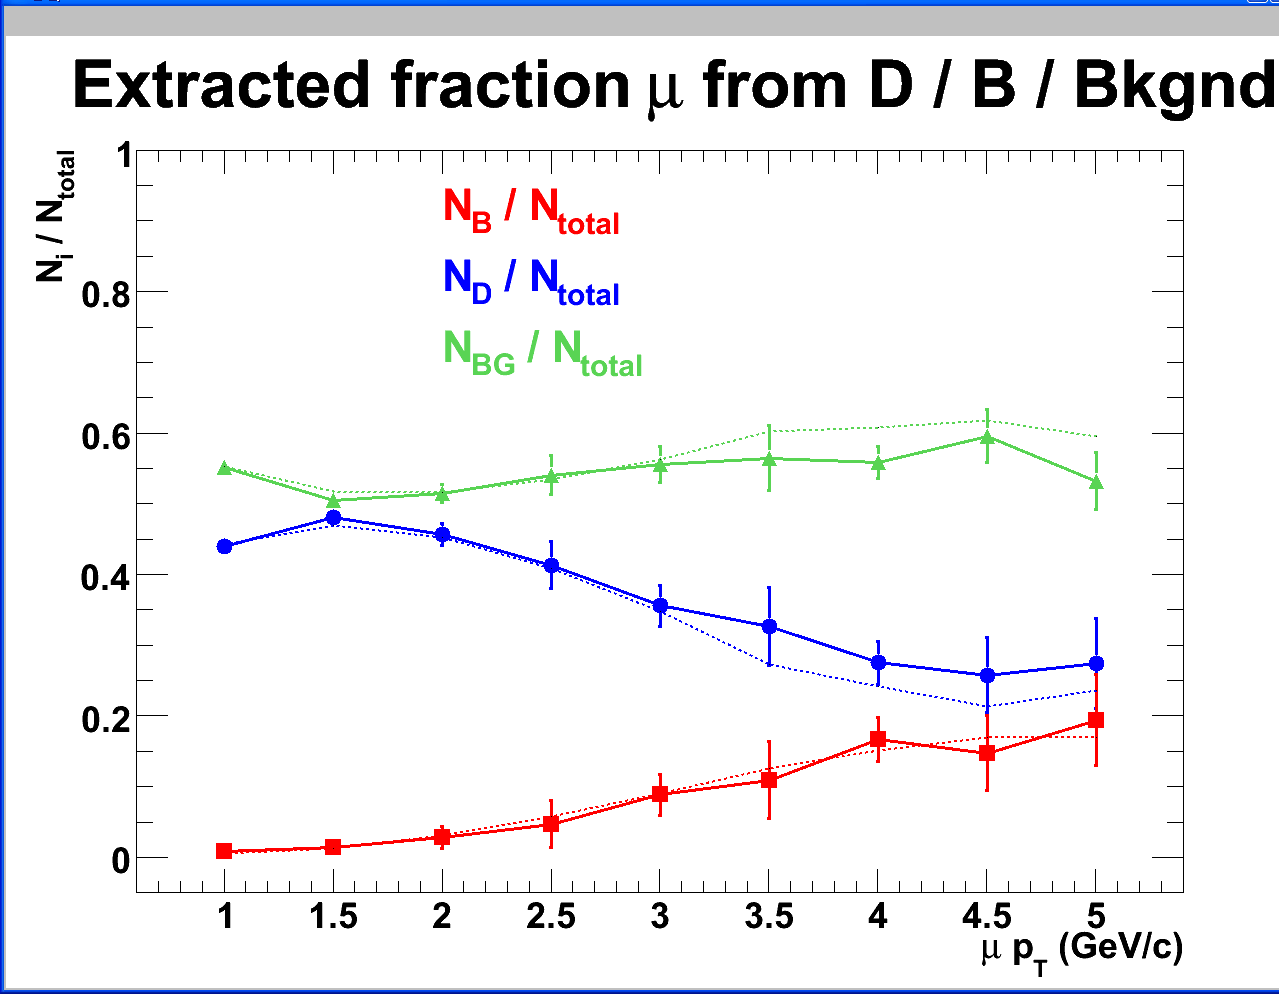 Extracted fraction μ from D / B / Bkgnd
N_i / N_total
1
0.8
0.6
0.4
0.2
0
N_B / N_total
N_D / N_total
N_BG / N_total
1 1.5 2 2.5 3 3.5 4 4.5 5
μ p_T (GeV/c)